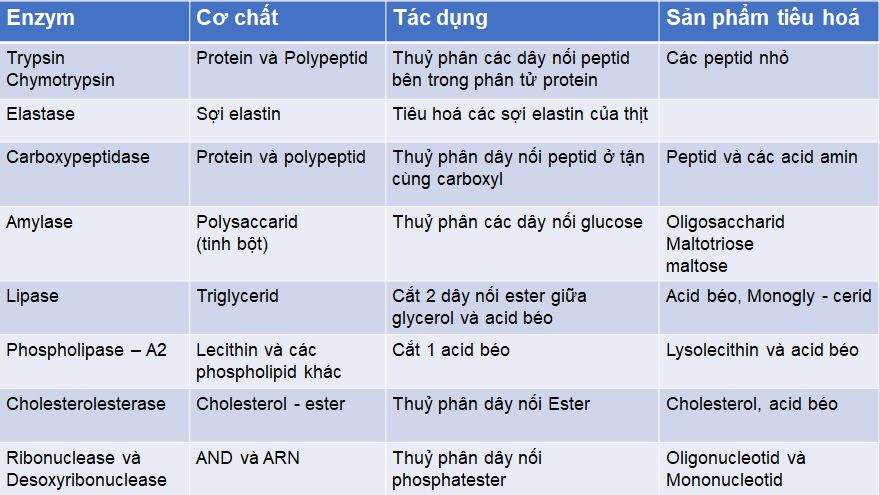 Enzym
Cơ chất
Tác dụng
Sản phẩm tiêu hoá
Trypsin
Chymotrypsin
Protein và Polypeptid
Thuỷ phân các dây nối peptid
bên trong phân tử protein
Các peptid nhỏ
Elastase
Sợi elastin
Tiêu hoá các sợi elastin của thịt
Carboxypeptidase
Protein và polypeptid
Thuỷ phân dây nối peptid ở tận
cùng carboxyl
Peptid và các acid amin
Amylase
Polysaccarid
(tinh bột)
Thuỷ phân các dây nối glucose
Oligosaccharid
Maltotriose
maltose
Lipase
Triglycerid
Cắt 2 dây nối ester giữa
glycerol và acid béo
Acid béo, Monogly - cerid
Phospholipase – A2
Lecithin và các
phospholipid khác
Cắt 1 acid béo
Lysolecithin và acid béo
Cholesterolesterase
Cholesterol - ester
Thuỷ phân dây nối Ester
Cholesterol, acid béo
Ribonuclease và
Desoxyribonuclease
AND và ARN
Thuỷ phân dây nối
phosphatester
Oligonucleotid và
Mononucleotid